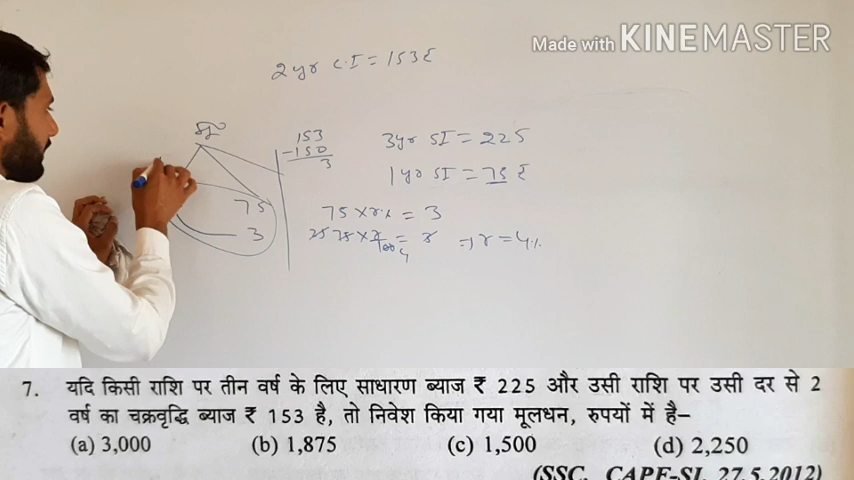 Made with KINEMASTER
2yr C.I = 153₹
153
-150
3
75
3
3yr SI = 225
1yr SI = 75 ₹
75 × r% = 3
⇒ r = 4%
7. यदि किसी राशि पर तीन वर्ष के लिए साधारण ब्याज ₹ 225 और उसी राशि पर उसी दर से 2
वर्ष का चक्रवृद्धि ब्याज ₹ 153 है, तो निवेश किया गया मूलधन, रुपयों में है–
(a) 3,000 (b) 1,875 (c) 1,500 (d) 2,250
(SSC, CAPF-SI, 27.5.2012)